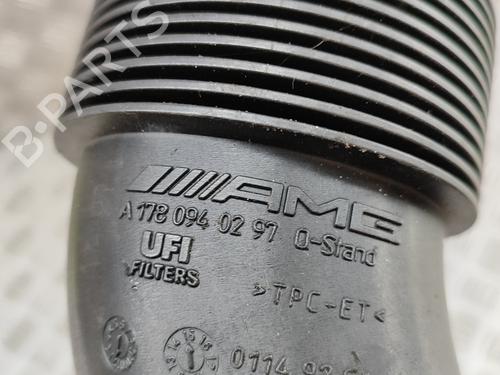 B-PARTS
AMG
A 178 094 02 97 Q-Stand
UFI
FILTERS
>TPC-ET<